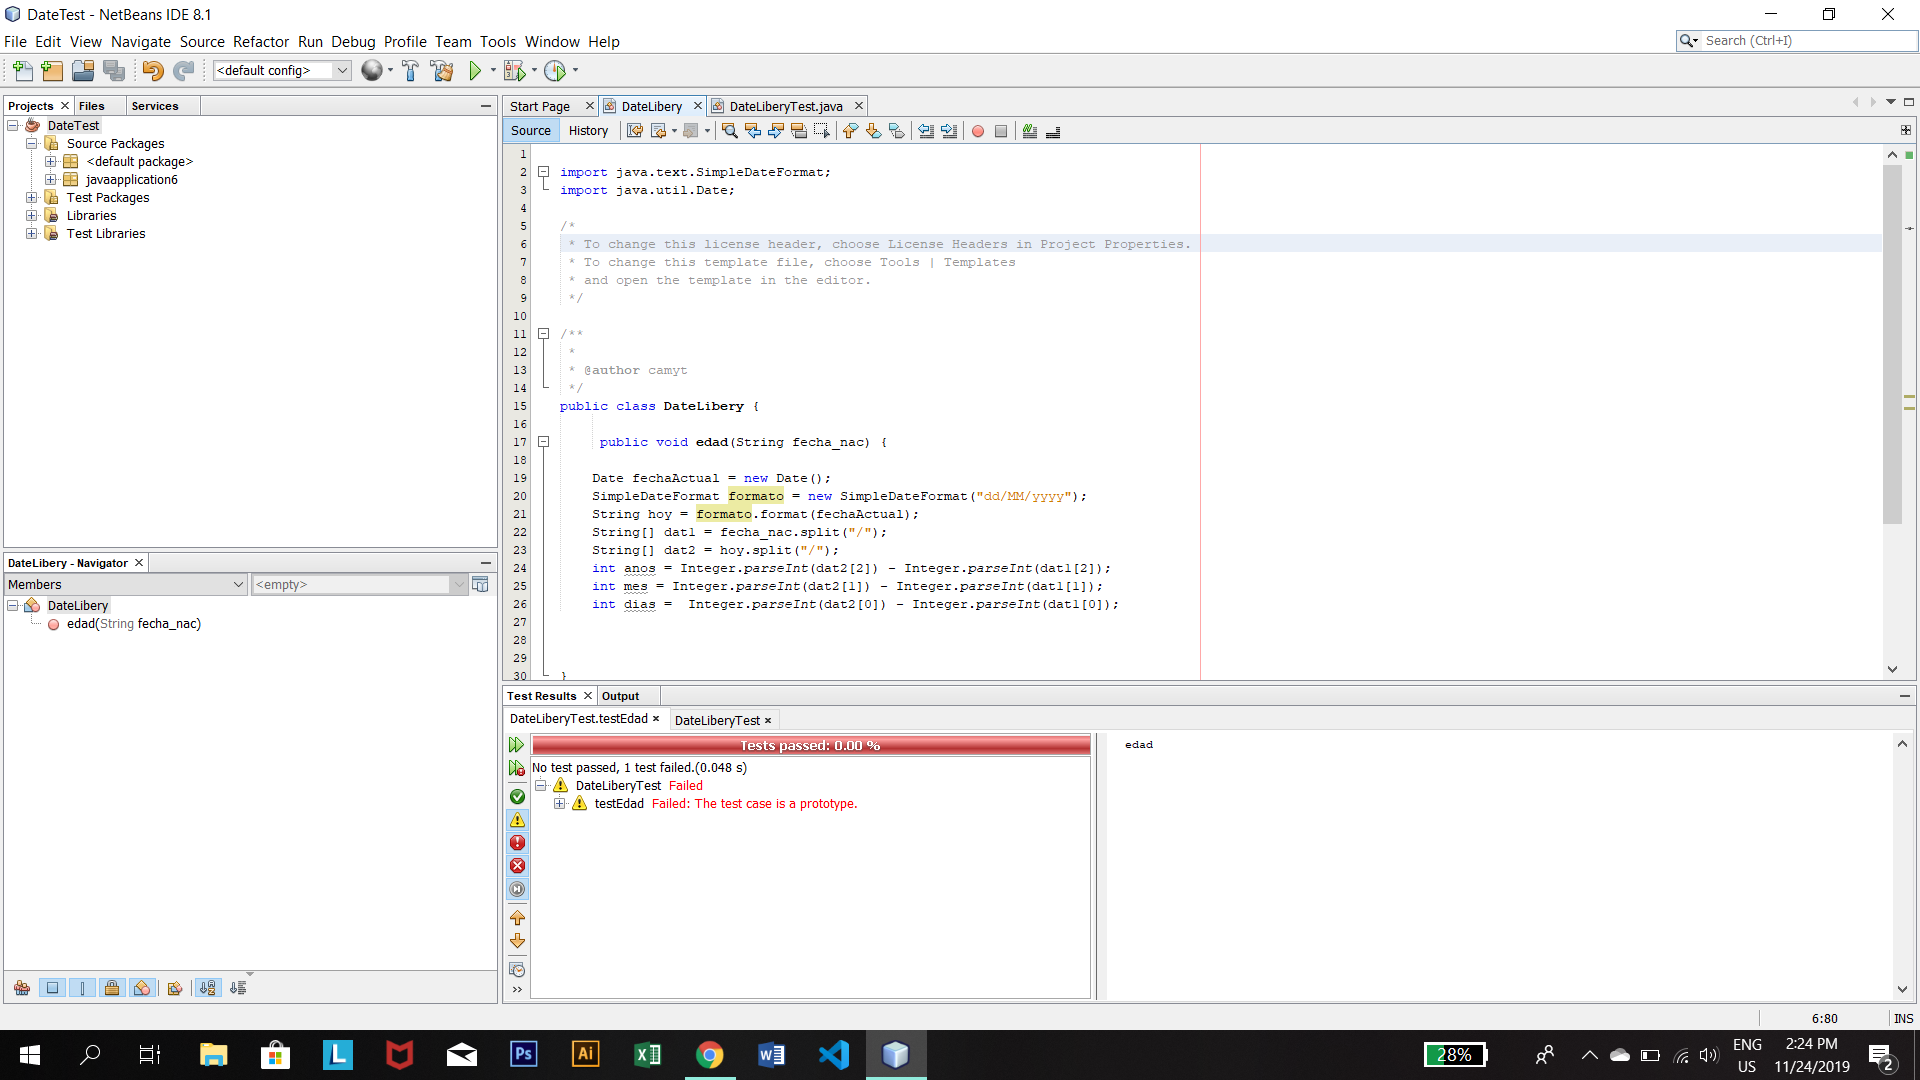 DateTest - NetBeans IDE 8.1
File Edit View Navigate Source Refactor Run Debug Profile Team Tools Window Help
Search (Ctrl+I)
<default config>
Projects Files Services
DateTest
Source Packages
<default package>
javaapplication6
Test Packages
Libraries
Test Libraries
DateLibery - Navigator
Members
<empty>
DateLibery
edad(String fecha_nac)
Start Page DateLibery DateLiberyTest.java
Source History
1
2 import java.text.SimpleDateFormat;
3 import java.util.Date;
4
5 /*
6 * To change this license header, choose License Headers in Project Properties.
7 * To change this template file, choose Tools | Templates
8 * and open the template in the editor.
9 */
10
11 /**
12 *
13 * @author camyt
14 */
15 public class DateLibery {
16
17 public void edad(String fecha_nac) {
18
19 Date fechaActual = new Date();
20 SimpleDateFormat formato = new SimpleDateFormat("dd/MM/yyyy");
21 String hoy = formato.format(fechaActual);
22 String[] dat1 = fecha_nac.split("/");
23 String[] dat2 = hoy.split("/");
24 int anos = Integer.parseInt(dat2[2]) - Integer.parseInt(dat1[2]);
25 int mes = Integer.parseInt(dat2[1]) - Integer.parseInt(dat1[1]);
26 int dias =  Integer.parseInt(dat2[0]) - Integer.parseInt(dat1[0]);
27
28
29
30 }
Test Results Output
DateLiberyTest.testEdad DateLiberyTest
Tests passed: 0.00 %
No test passed, 1 test failed.(0.048 s)
DateLiberyTest Failed
testEdad Failed: The test case is a prototype.
edad
6:80 INS
L Ps Ai
28%
ENG
US
2:24 PM
11/24/2019
2